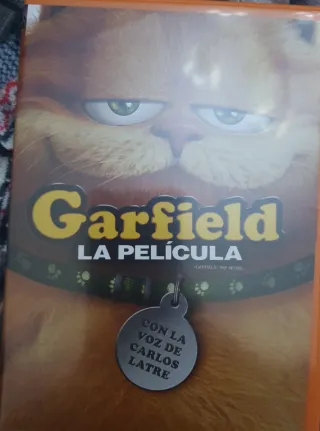 Garfield
LA PELÍCULA
CON LA
VOZ DE
CARLOS
LATRE